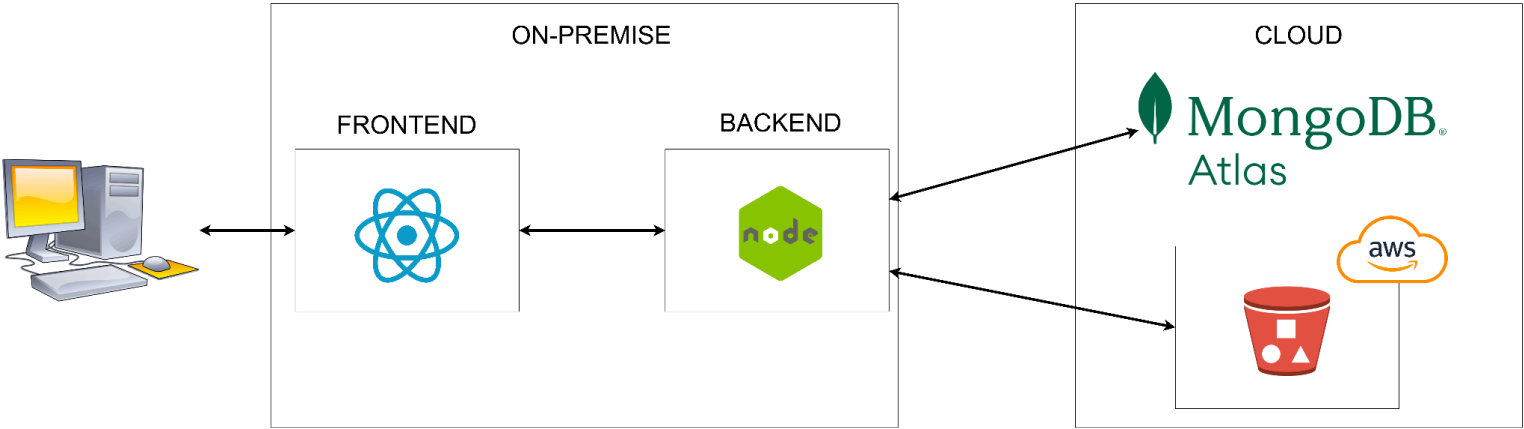 ON-PREMISE
CLOUD
FRONTEND
BACKEND
MongoDB®
Atlas
node
aws